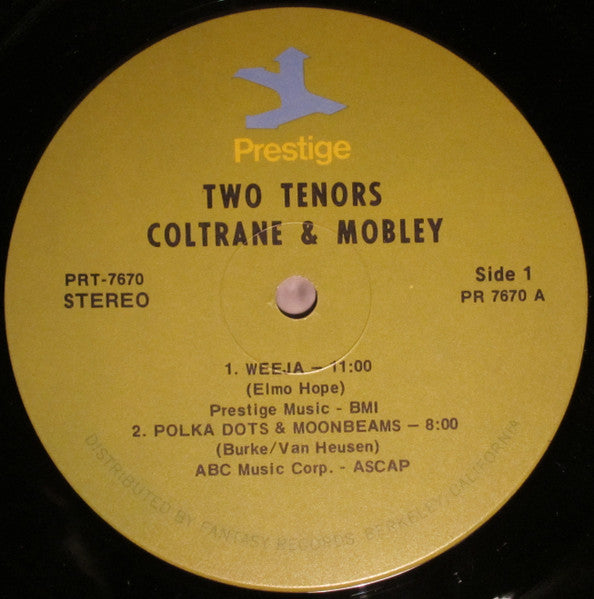 Prestige
TWO TENORS
COLTRANE & MOBLEY
PRT-7670
STEREO
Side 1
PR 7670 A
1. WEEJA — 11:00
(Elmo Hope)
Prestige Music - BMI
2. POLKA DOTS & MOONBEAMS — 8:00
(Burke/Van Heusen)
ABC Music Corp. - ASCAP
DISTRIBUTED BY FANTASY RECORDS, BERKELEY, CALIFORNIA